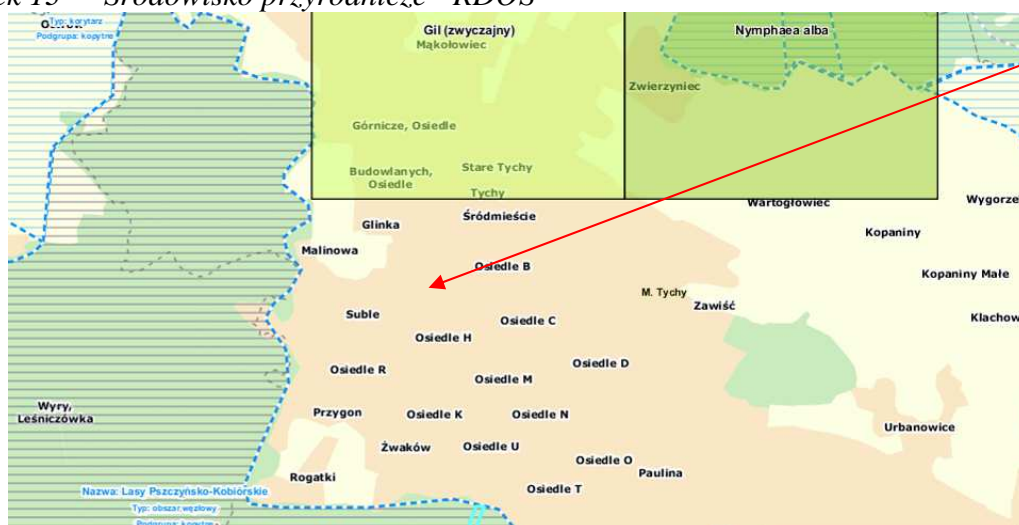 Środowisko przyrodnicze - RDOŚ
Typ: korytarz
Podgrupa: kopytne
Gil (zwyczajny)
Mąkołowiec
Nymphaea alba
Zwierzyniec
Górnicze, Osiedle
Budowlanych,
Osiedle
Stare Tychy
Tychy
Śródmieście
Wartogłowiec
Wygorze
Glinka
Kopaniny
Malinowa
Osiedle B
Kopaniny Małe
M. Tychy
Zawiść
Suble
Osiedle C
Klachow
Osiedle H
Osiedle R
Osiedle D
Osiedle M
Wyry,
Leśniczówka
Przygon
Osiedle K
Osiedle N
Urbanowice
Żwaków
Osiedle U
Osiedle O
Paulina
Rogatki
Osiedle T
Nazwa: Lasy Pszczyńsko-Kobiórskie
Typ: obszar węzłowy
Podgrupa: kopytne